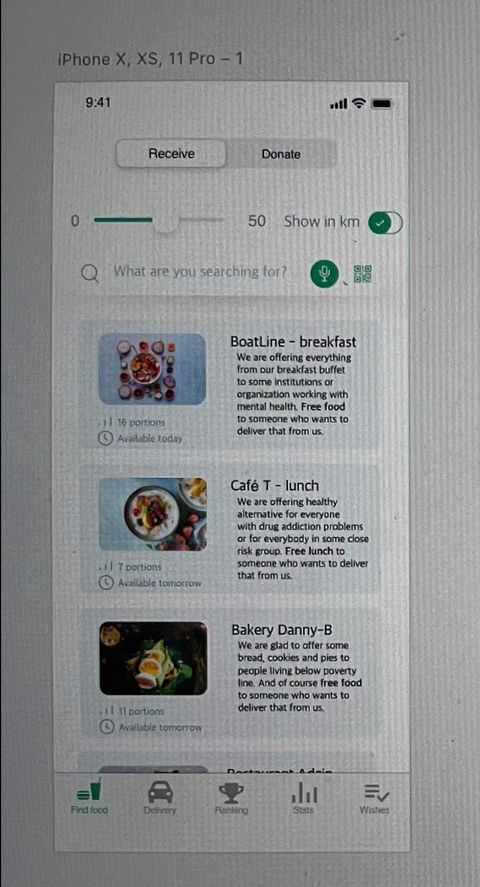 iPhone X, XS, 11 Pro – 1
9:41
Receive
Donate
0
50
Show in km
What are you searching for?
BoatLine - breakfast
We are offering everything
from our breakfast buffet
to some institutions or
organization working with
mental health. Free food
to someone who wants to
deliver that from us.
16 portions
Available today
Café T - lunch
We are offering healthy
alternative for everyone
with drug addiction problems
or for everybody in some close
risk group. Free lunch to
someone who wants to deliver
that from us.
7 portions
Available tomorrow
Bakery Danny-B
We are glad to offer some
bread, cookies and pies to
people living below poverty
line. And of course free food
to someone who wants to
deliver that from us.
11 portions
Available tomorrow
Restaurant
Find food
Delivery
Ranking
Stats
Wishes